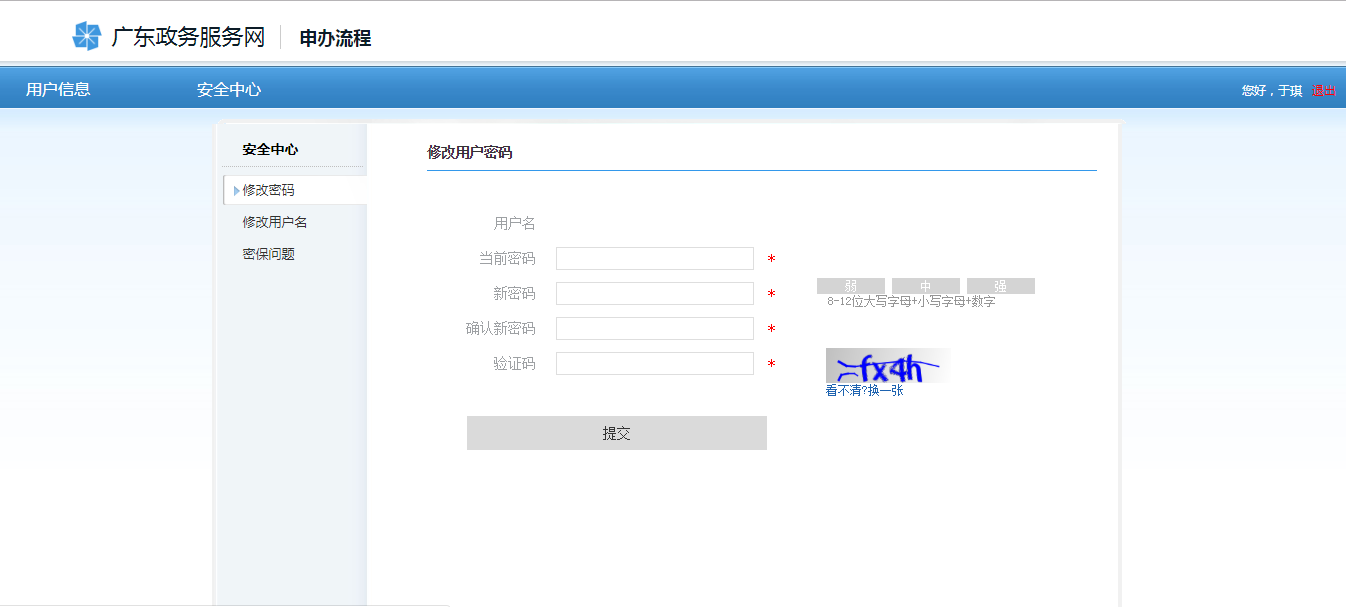 广东政务服务网 申办流程
用户信息 安全中心 您好，于琪 退出
安全中心
修改密码
修改用户名
密保问题
修改用户密码
用户名
当前密码 *
新密码 *
弱 中 强
8-12位大写字母+小写字母+数字
确认新密码 *
验证码 *
fx4h
看不清?换一张
提交